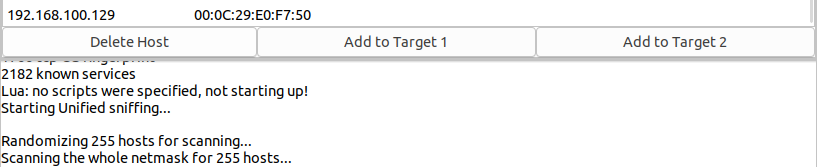 192.168.100.129 00:0C:29:E0:F7:50
Delete Host Add to Target 1 Add to Target 2
2182 known services
Lua: no scripts were specified, not starting up!
Starting Unified sniffing...
Randomizing 255 hosts for scanning...
Scanning the whole netmask for 255 hosts...